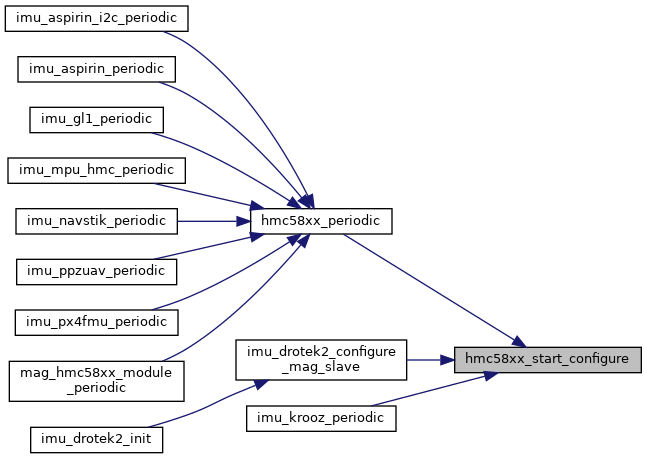 imu_aspirin_i2c_periodic
imu_aspirin_periodic
imu_gl1_periodic
imu_mpu_hmc_periodic
imu_navstik_periodic
hmc58xx_periodic
imu_ppzuav_periodic
imu_px4fmu_periodic
mag_hmc58xx_module
_periodic
imu_drotek2_configure
_mag_slave
hmc58xx_start_configure
imu_krooz_periodic
imu_drotek2_init